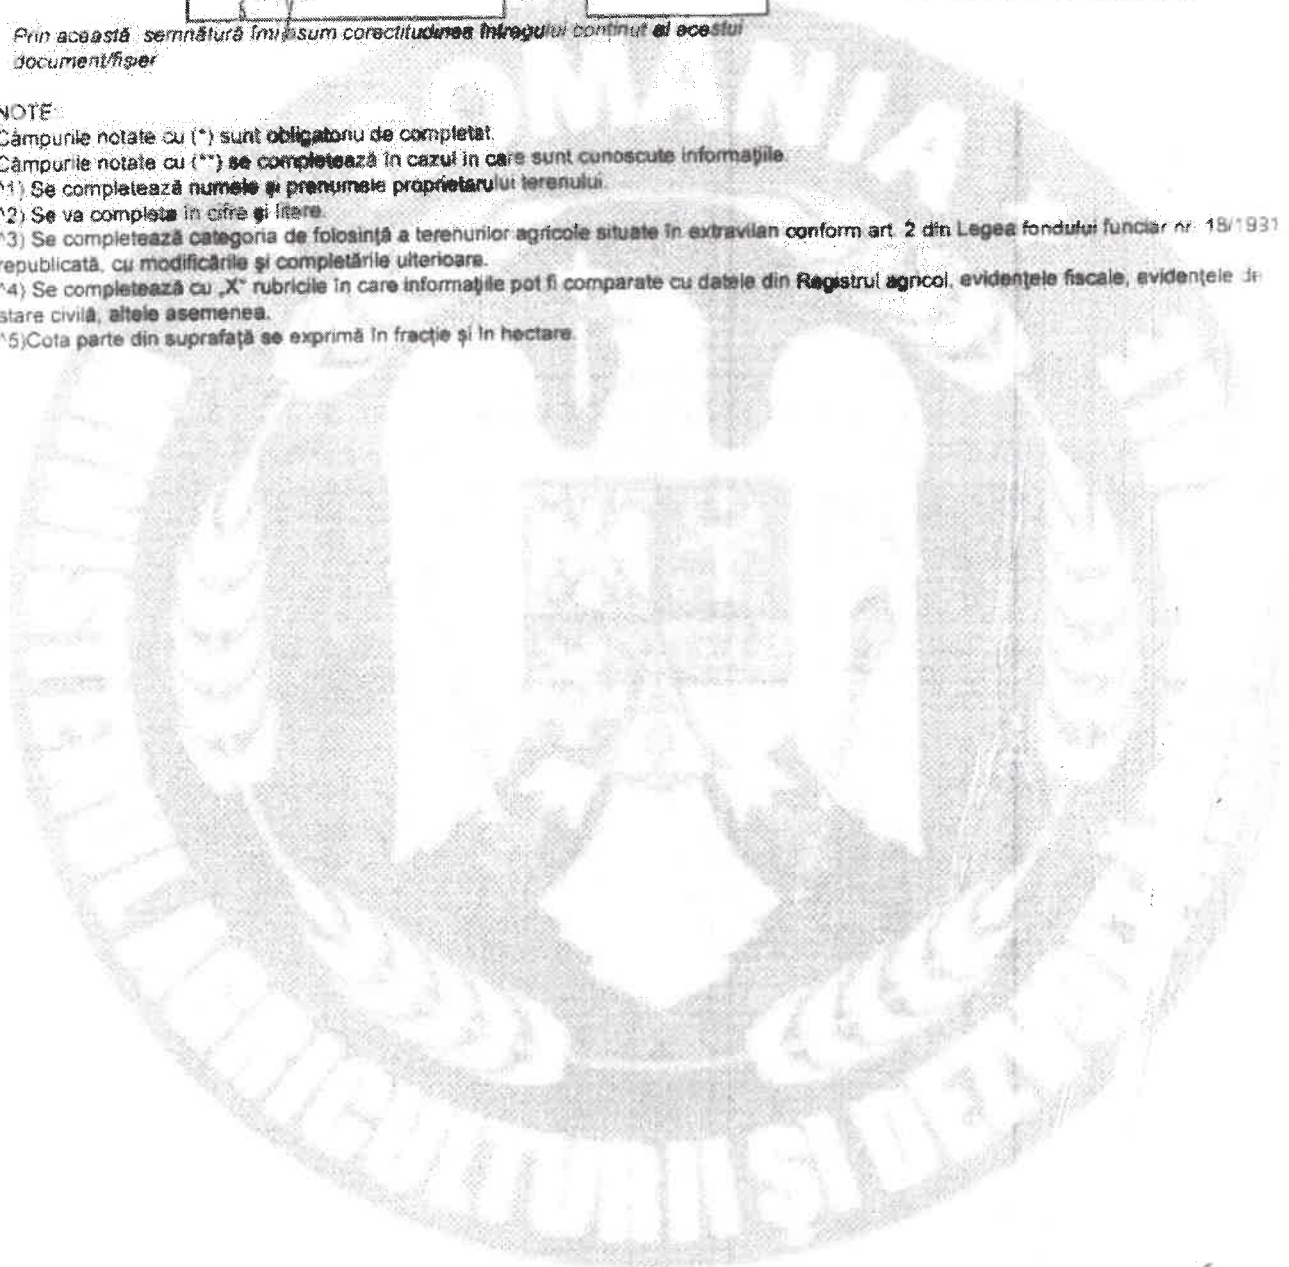 Prin această semnătură îmi asum corectitudinea întregului conținut al acestui
document/fișier
NOTE:
Câmpurile notate cu (*) sunt obligatoriu de completat.
Câmpurile notate cu (**) se completează în cazul în care sunt cunoscute informațiile.
^1) Se completează numele și prenumele proprietarului terenului.
^2) Se va completa în cifre și litere.
^3) Se completează categoria de folosință a terenurilor agricole situate în extravilan conform art. 2 din Legea fondului funciar nr. 18/1991
republicată, cu modificările și completările ulterioare.
^4) Se completează cu „X" rubricile în care informațiile pot fi comparate cu datele din Registrul agricol, evidențele fiscale, evidențele de
stare civilă, altele asemenea.
^5)Cota parte din suprafață se exprimă în fracție și în hectare.
ROMANIA
AGRICULTURII ȘI DEZV